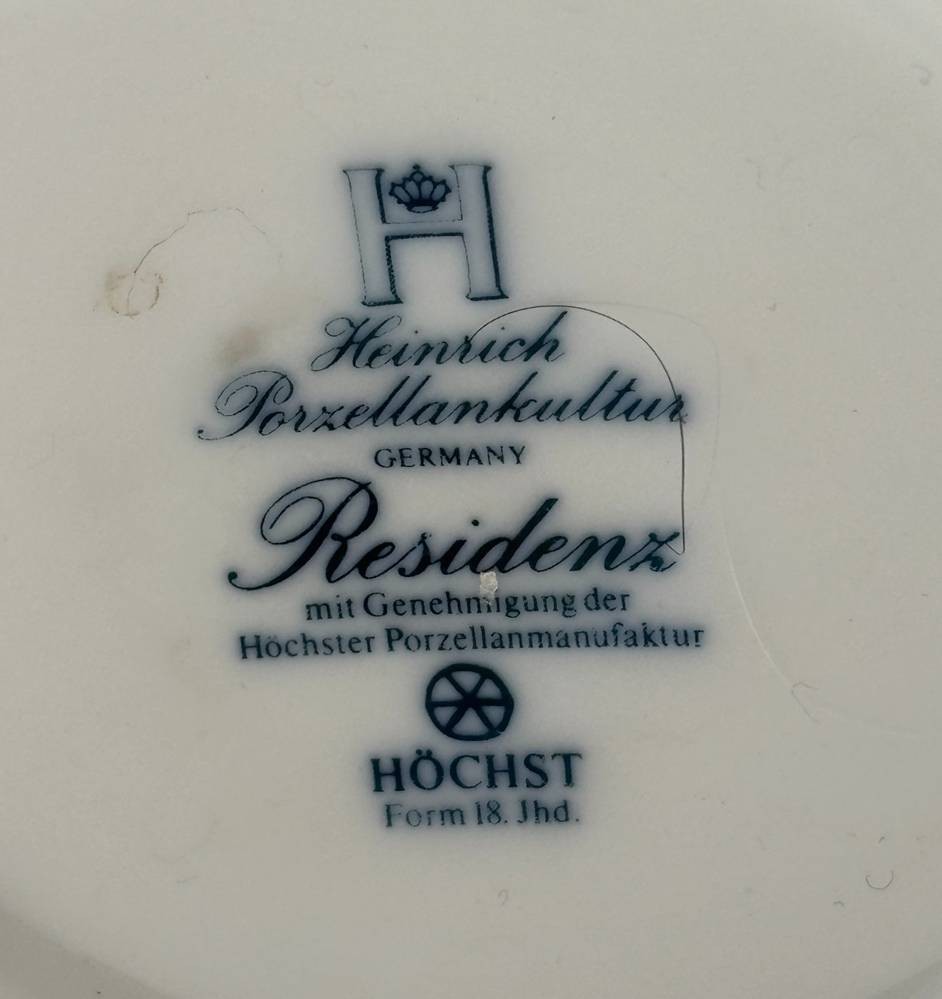 H
Heinrich
Porzellankultur
GERMANY
Residenz
mit Genehmigung der
Höchster Porzellanmanufaktur
HÖCHST
Form 18. Jhd.